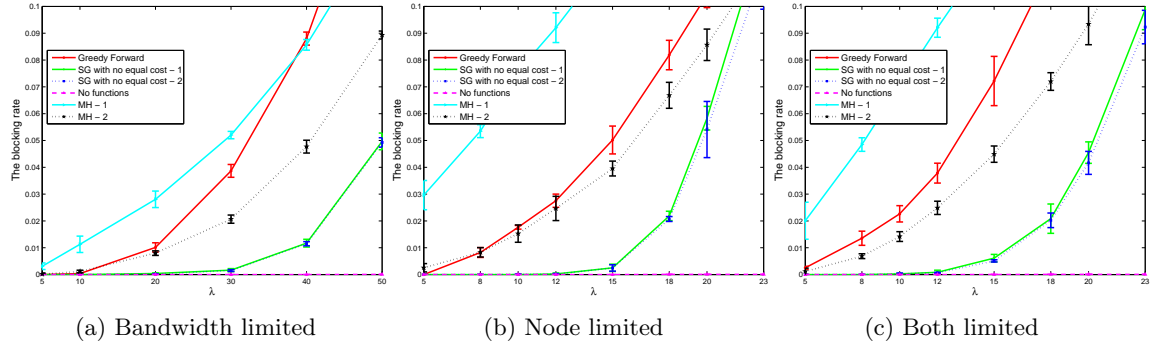 The blocking rate
0.1
0.09
0.08
0.07
0.06
0.05
0.04
0.03
0.02
0.01
0
5 10 20 30 40 50
λ
Greedy Forward
SG with no equal cost − 1
SG with no equal cost − 2
No functions
MH − 1
MH − 2
(a) Bandwidth limited
The blocking rate
0.1
0.09
0.08
0.07
0.06
0.05
0.04
0.03
0.02
0.01
0
5 8 10 12 15 18 20 23
λ
Greedy Forward
SG with no equal cost − 1
SG with no equal cost − 2
No functions
MH − 1
MH − 2
(b) Node limited
The blocking rate
0.1
0.09
0.08
0.07
0.06
0.05
0.04
0.03
0.02
0.01
0
5 8 10 12 15 18 20 23
λ
Greedy Forward
SG with no equal cost − 1
SG with no equal cost − 2
No functions
MH − 1
MH − 2
(c) Both limited